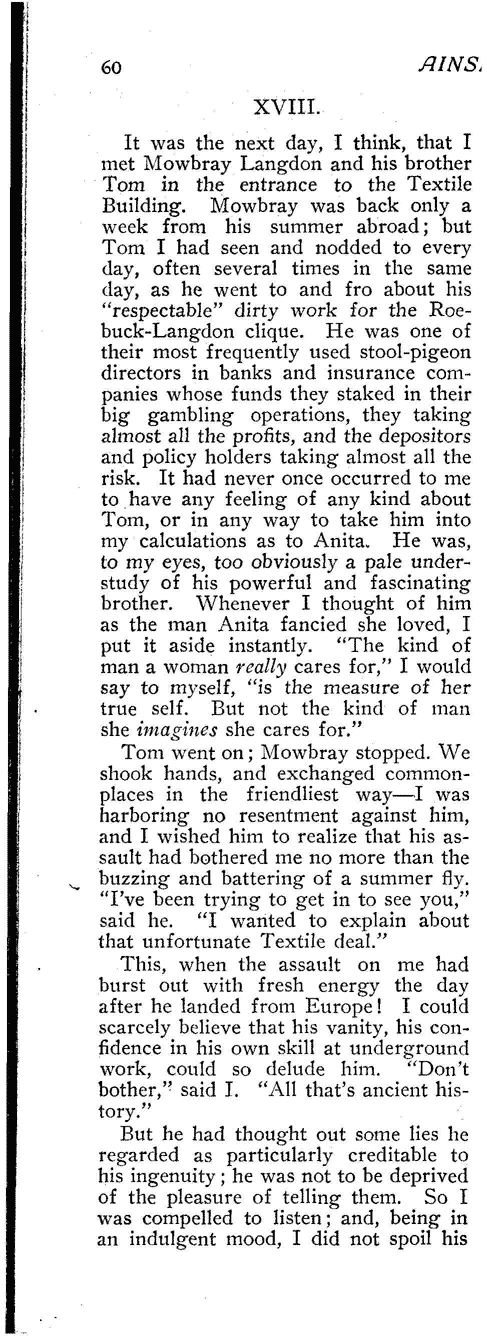 60
AINS
XVIII.
It was the next day, I think, that I
met Mowbray Langdon and his brother
Tom in the entrance to the Textile
Building. Mowbray was back only a
week from his summer abroad; but
Tom I had seen and nodded to every
day, often several times in the same
day, as he went to and fro about his
"respectable" dirty work for the Roe-
buck-Langdon clique. He was one of
their most frequently used stool-pigeon
directors in banks and insurance com-
panies whose funds they staked in their
big gambling operations, they taking
almost all the profits, and the depositors
and policy holders taking almost all the
risk. It had never once occurred to me
to have any feeling of any kind about
Tom, or in any way to take him into
my calculations as to Anita. He was,
to my eyes, too obviously a pale under-
study of his powerful and fascinating
brother. Whenever I thought of him
as the man Anita fancied she loved, I
put it aside instantly. "The kind of
man a woman really cares for," I would
say to myself, "is the measure of her
true self. But not the kind of man
she imagines she cares for."
Tom went on; Mowbray stopped. We
shook hands, and exchanged common-
places in the friendliest way—I was
harboring no resentment against him,
and I wished him to realize that his as-
sault had bothered me no more than the
buzzing and battering of a summer fly.
"I've been trying to get in to see you,"
said he. "I wanted to explain about
that unfortunate Textile deal."
This, when the assault on me had
burst out with fresh energy the day
after he landed from Europe! I could
scarcely believe that his vanity, his con-
fidence in his own skill at underground
work, could so delude him. "Don't
bother," said I. "All that's ancient his-
tory."
But he had thought out some lies he
regarded as particularly creditable to
his ingenuity; he was not to be deprived
of the pleasure of telling them. So I
was compelled to listen; and, being in
an indulgent mood, I did not spoil his